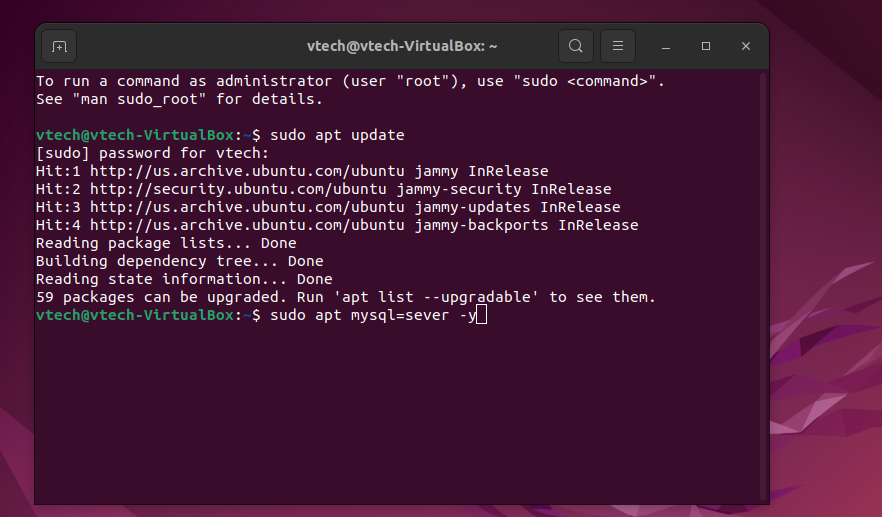 vtech@vtech-VirtualBox: ~
To run a command as administrator (user "root"), use "sudo <command>".
See "man sudo_root" for details.
vtech@vtech-VirtualBox:~$ sudo apt update
[sudo] password for vtech:
Hit:1 http://us.archive.ubuntu.com/ubuntu jammy InRelease
Hit:2 http://security.ubuntu.com/ubuntu jammy-security InRelease
Hit:3 http://us.archive.ubuntu.com/ubuntu jammy-updates InRelease
Hit:4 http://us.archive.ubuntu.com/ubuntu jammy-backports InRelease
Reading package lists... Done
Building dependency tree... Done
Reading state information... Done
59 packages can be upgraded. Run 'apt list --upgradable' to see them.
vtech@vtech-VirtualBox:~$ sudo apt mysql=sever -y